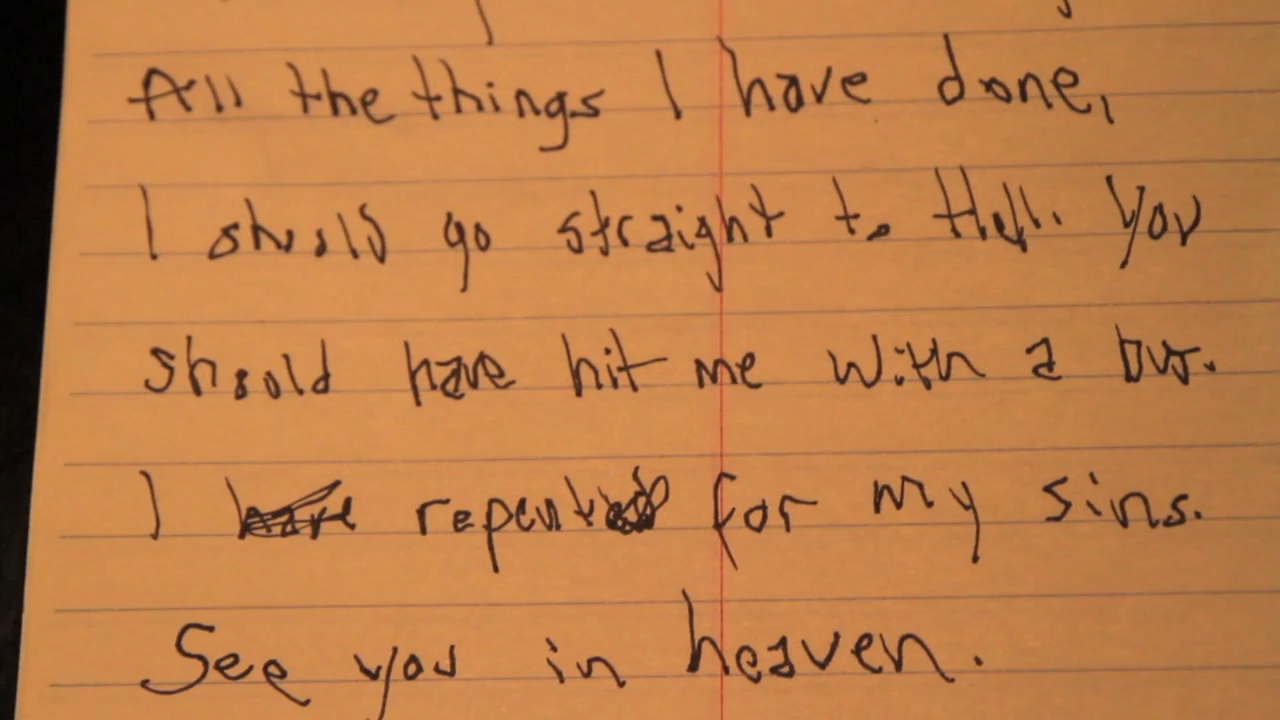 All the things I have done,
I should go straight to Hell. You
should have hit me with a bus.
I repent for my sins.
See you in heaven.